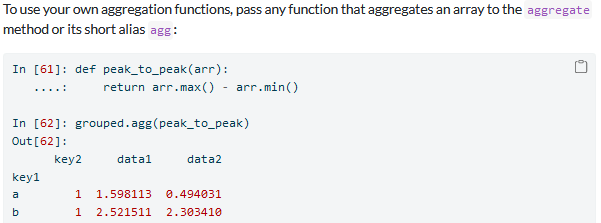 To use your own aggregation functions, pass any function that aggregates an array to the aggregate
method or its short alias agg:
In [61]: def peak_to_peak(arr):
   ....:     return arr.max() - arr.min()
In [62]: grouped.agg(peak_to_peak)
Out[62]:
      key2     data1     data2
key1
a        1  1.598113  0.494031
b        1  2.521511  2.303410